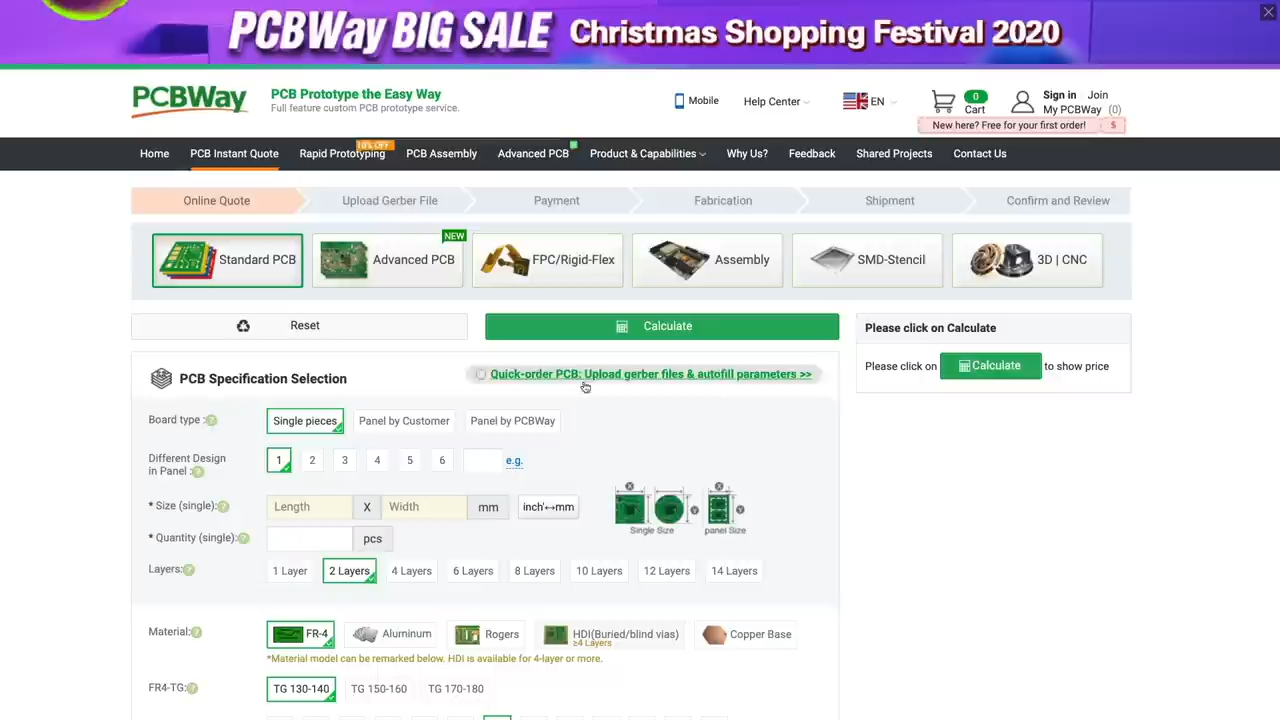 PCBWay BIG SALE Christmas Shopping Festival 2020
PCBWay
PCB Prototype the Easy Way
Full feature custom PCB prototype service.
Mobile
Help Center
EN
0
Cart
Sign in Join
My PCBWay (0)
New here? Free for your first order! $
10% OFF
Home PCB Instant Quote Rapid Prototyping PCB Assembly Advanced PCB Product & Capabilities Why Us? Feedback Shared Projects Contact Us
Online Quote Upload Gerber File Payment Fabrication Shipment Confirm and Review
NEW
Standard PCB Advanced PCB FPC/Rigid-Flex Assembly SMD-Stencil 3D | CNC
Reset Calculate
Please click on Calculate
Please click on Calculate to show price
PCB Specification Selection
Quick-order PCB: Upload gerber files & autofill parameters >>
Board type :? Single pieces Panel by Customer Panel by PCBWay
Different Design
in Panel :? 1 2 3 4 5 6 e.g.
* Size (single):? Length X Width mm inch'↔mm
X X Y Y
Single Size panel Size
* Quantity (single):? pcs
Layers:? 1 Layer 2 Layers 4 Layers 6 Layers 8 Layers 10 Layers 12 Layers 14 Layers
Material:? FR-4 Aluminum Rogers HDI(Buried/blind vias) Copper Base
≥4 Layers
*Material model can be remarked below. HDI is available for 4-layer or more.
FR4-TG:? TG 130-140 TG 150-160 TG 170-180